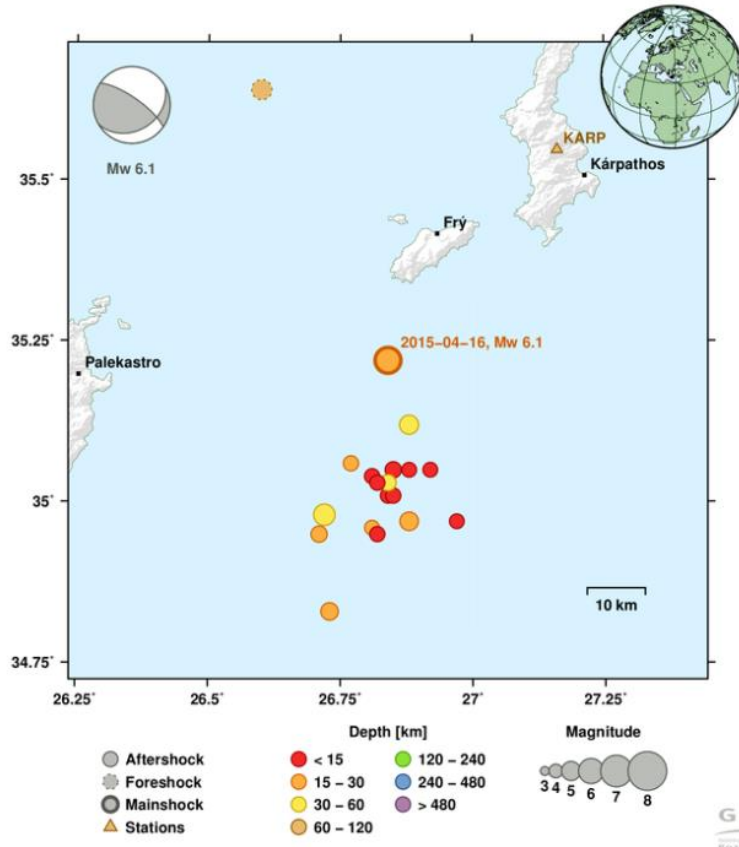 Mw 6.1
KARP
Kárpathos
35.5˚
Frý
35.25˚
2015−04−16, Mw 6.1
Palekastro
35˚
10 km
34.75˚
26.25˚
26.5˚
26.75˚
27˚
27.25˚
Depth [km]
Magnitude
Aftershock
< 15
120 − 240
Foreshock
15 − 30
240 − 480
Mainshock
30 − 60
> 480
Stations
60 − 120
3 4 5 6 7 8
G